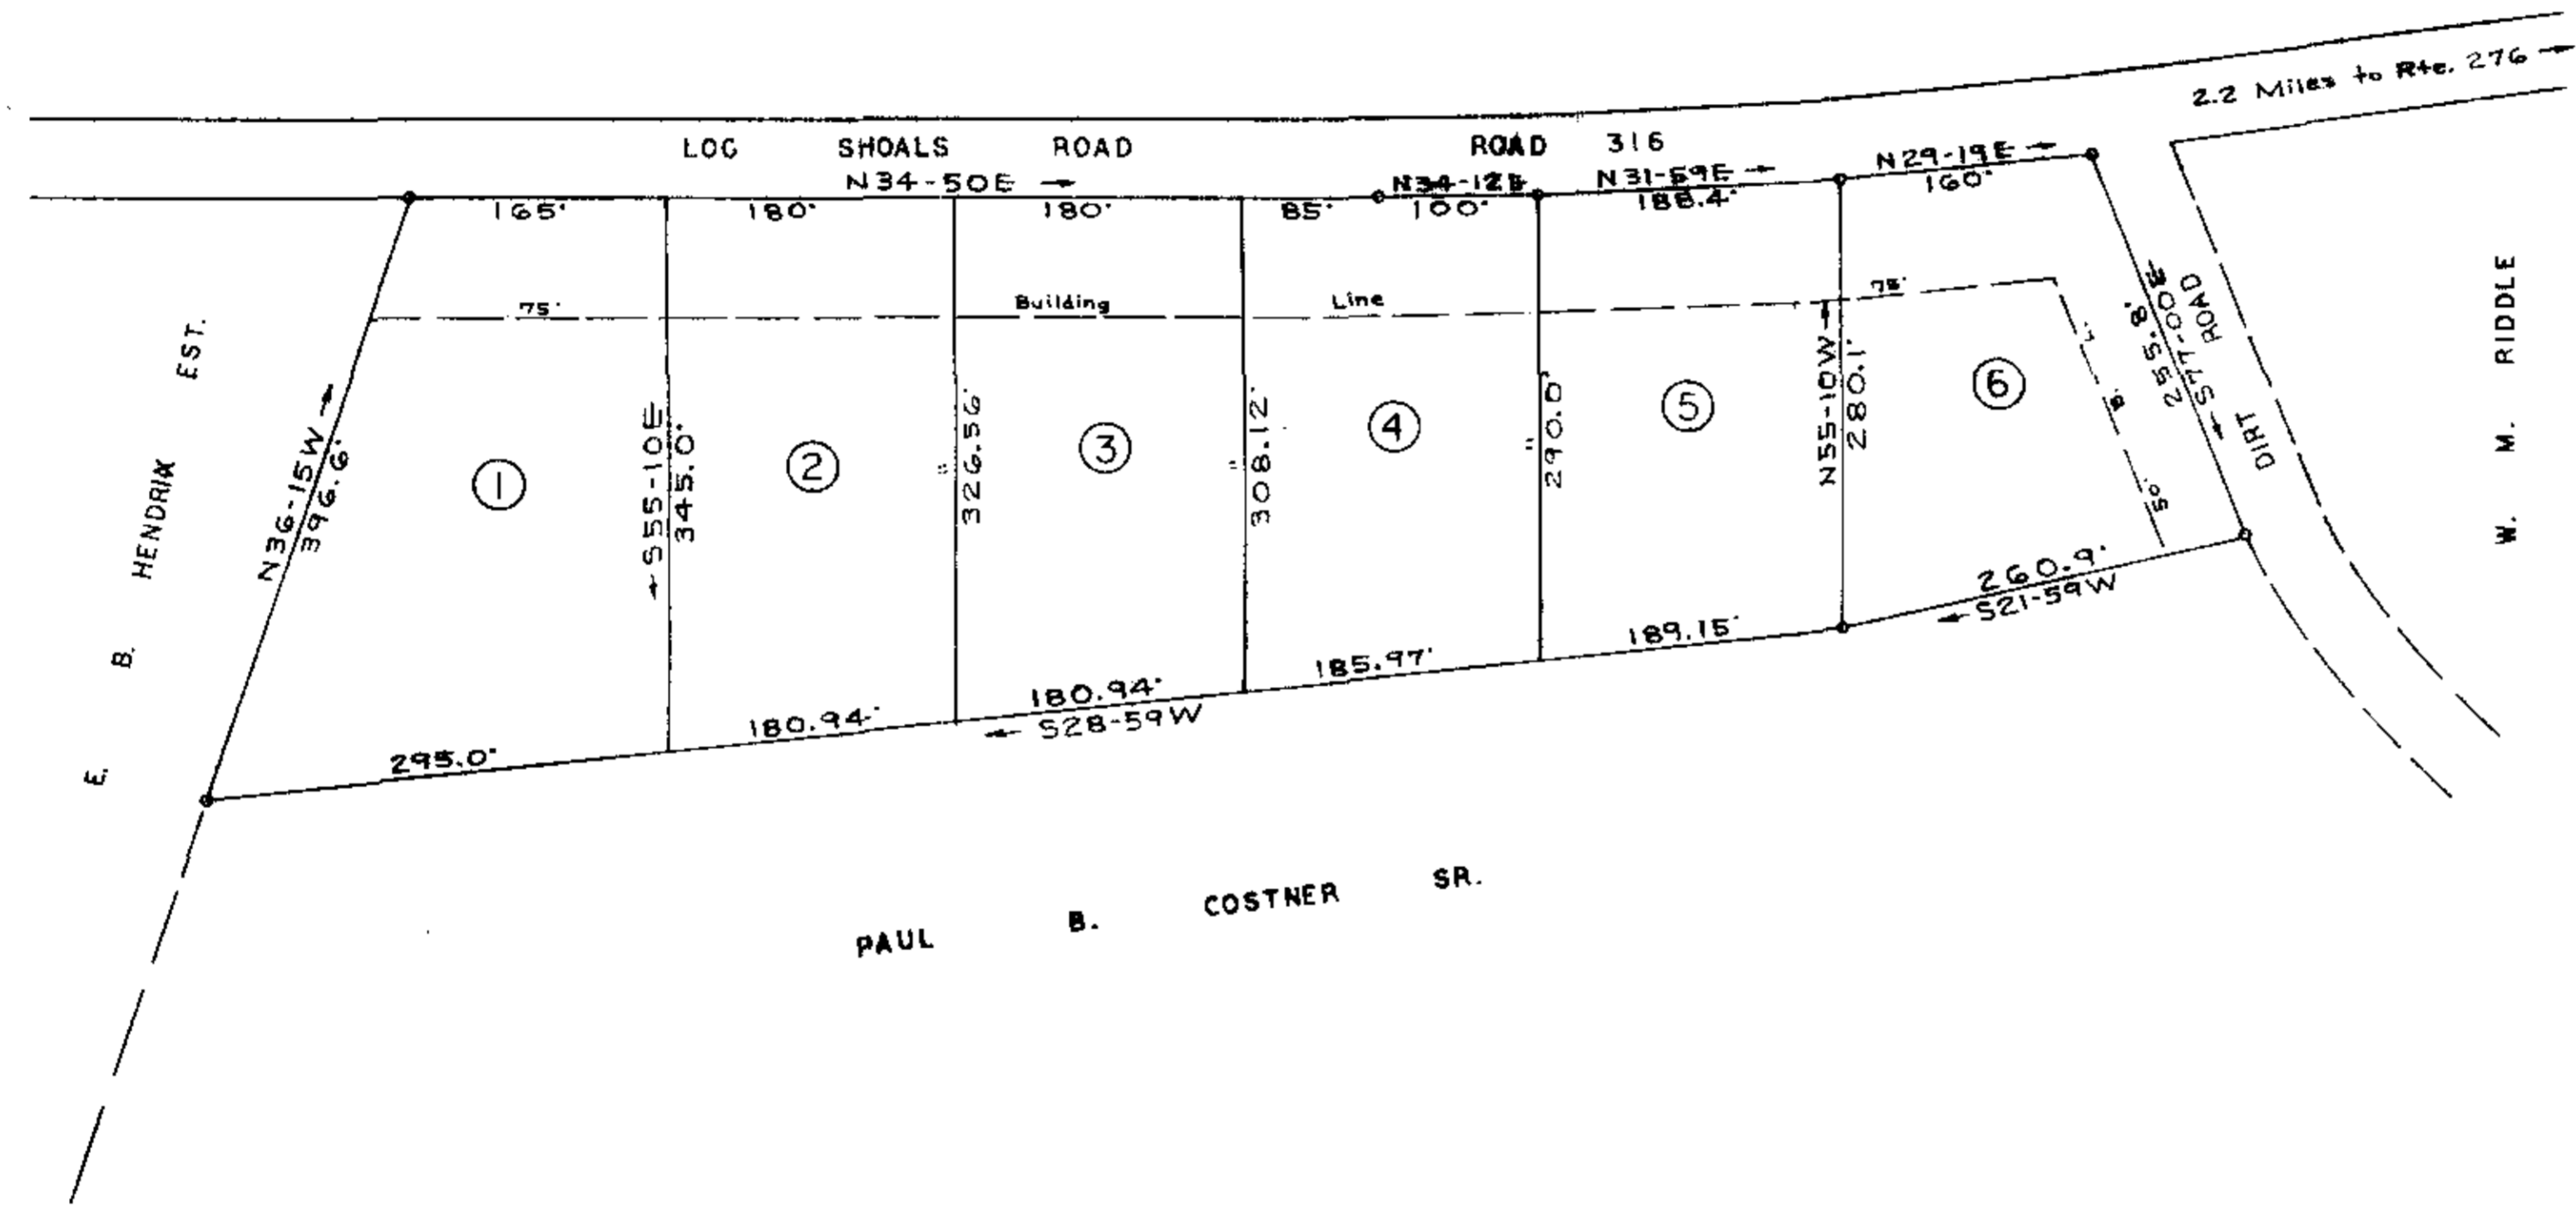 2.2 Miles to Rte. 276
LOG SHOALS ROAD ROAD 316
N34-50E N34-12E N31-59E N29-19E
165' 180' 180' 85' 100' 188.4' 160'
75' Building Line 75'
E. B. HENDRIX EST.
N36-15W
396.6'
S55-10E
345.0'
" 326.56'
" 308.12'
" 290.0'
N55-10W
280.1'
B. L.
50'
S77-00E
255.8'
DIRT ROAD
W. M. RIDDLE
1 2 3 4 5 6
295.0' 180.94' 180.94' 185.97' 189.15' 260.9'
S28-59W S21-59W
PAUL B. COSTNER SR.